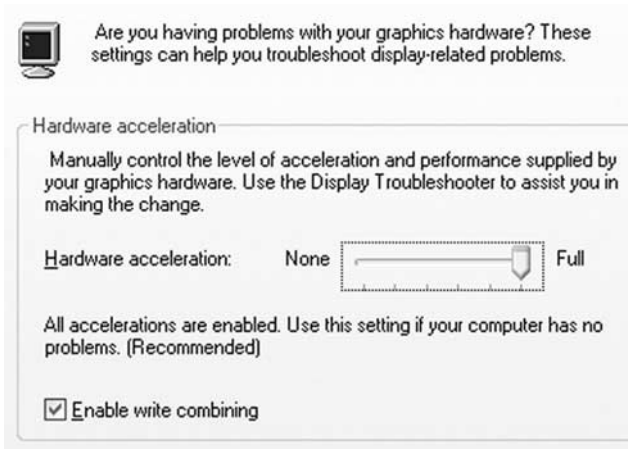 Are you having problems with your graphics hardware? These
settings can help you troubleshoot display-related problems.
Hardware acceleration
Manually control the level of acceleration and performance supplied by
your graphics hardware. Use the Display Troubleshooter to assist you in
making the change.
Hardware acceleration: None Full
All accelerations are enabled. Use this setting if your computer has no
problems. (Recommended)
Enable write combining